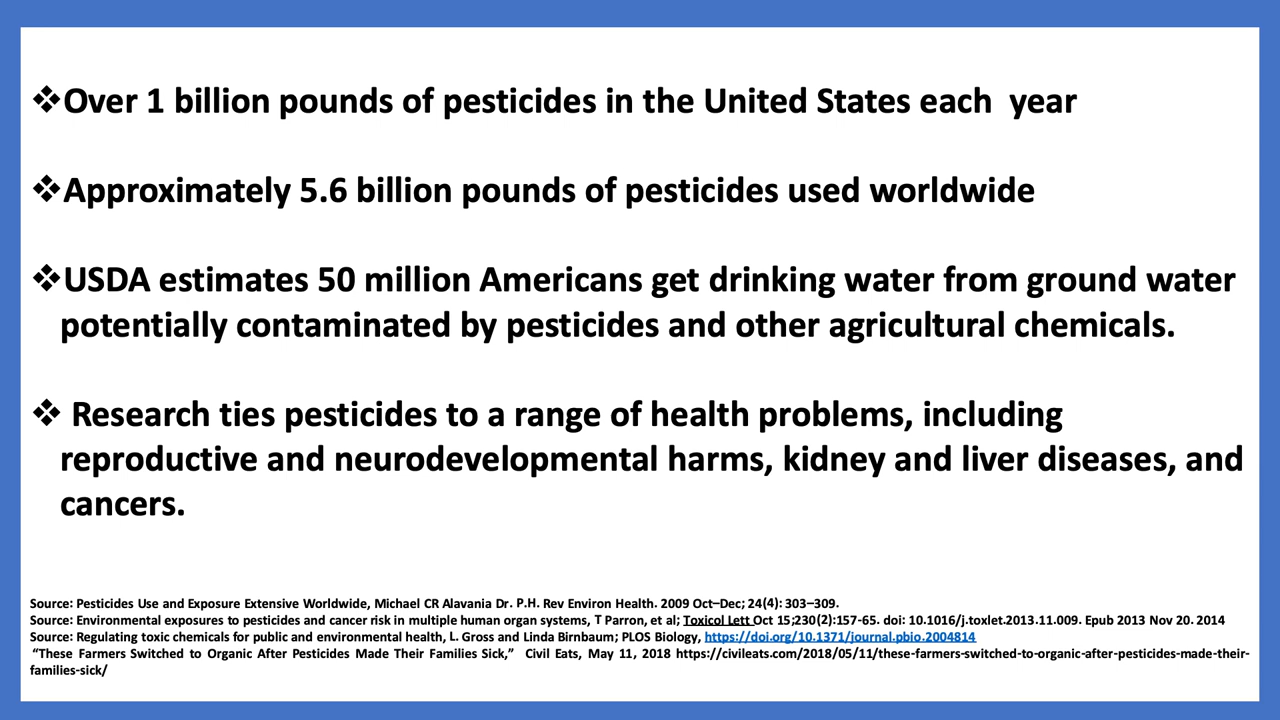 ❖Over 1 billion pounds of pesticides in the United States each  year
❖Approximately 5.6 billion pounds of pesticides used worldwide
❖USDA estimates 50 million Americans get drinking water from ground water
potentially contaminated by pesticides and other agricultural chemicals.
❖ Research ties pesticides to a range of health problems, including
reproductive and neurodevelopmental harms, kidney and liver diseases, and
cancers.
Source: Pesticides Use and Exposure Extensive Worldwide, Michael CR Alavania Dr. P.H. Rev Environ Health. 2009 Oct–Dec; 24(4): 303–309.
Source: Environmental exposures to pesticides and cancer risk in multiple human organ systems, T Parron, et al; Toxicol Lett Oct 15;230(2):157-65. doi: 10.1016/j.toxlet.2013.11.009. Epub 2013 Nov 20. 2014
Source: Regulating toxic chemicals for public and environmental health, L. Gross and Linda Birnbaum; PLOS Biology, https://doi.org/10.1371/journal.pbio.2004814
“These Farmers Switched to Organic After Pesticides Made Their Families Sick,”  Civil Eats, May 11, 2018 https://civileats.com/2018/05/11/these-farmers-switched-to-organic-after-pesticides-made-their-
families-sick/